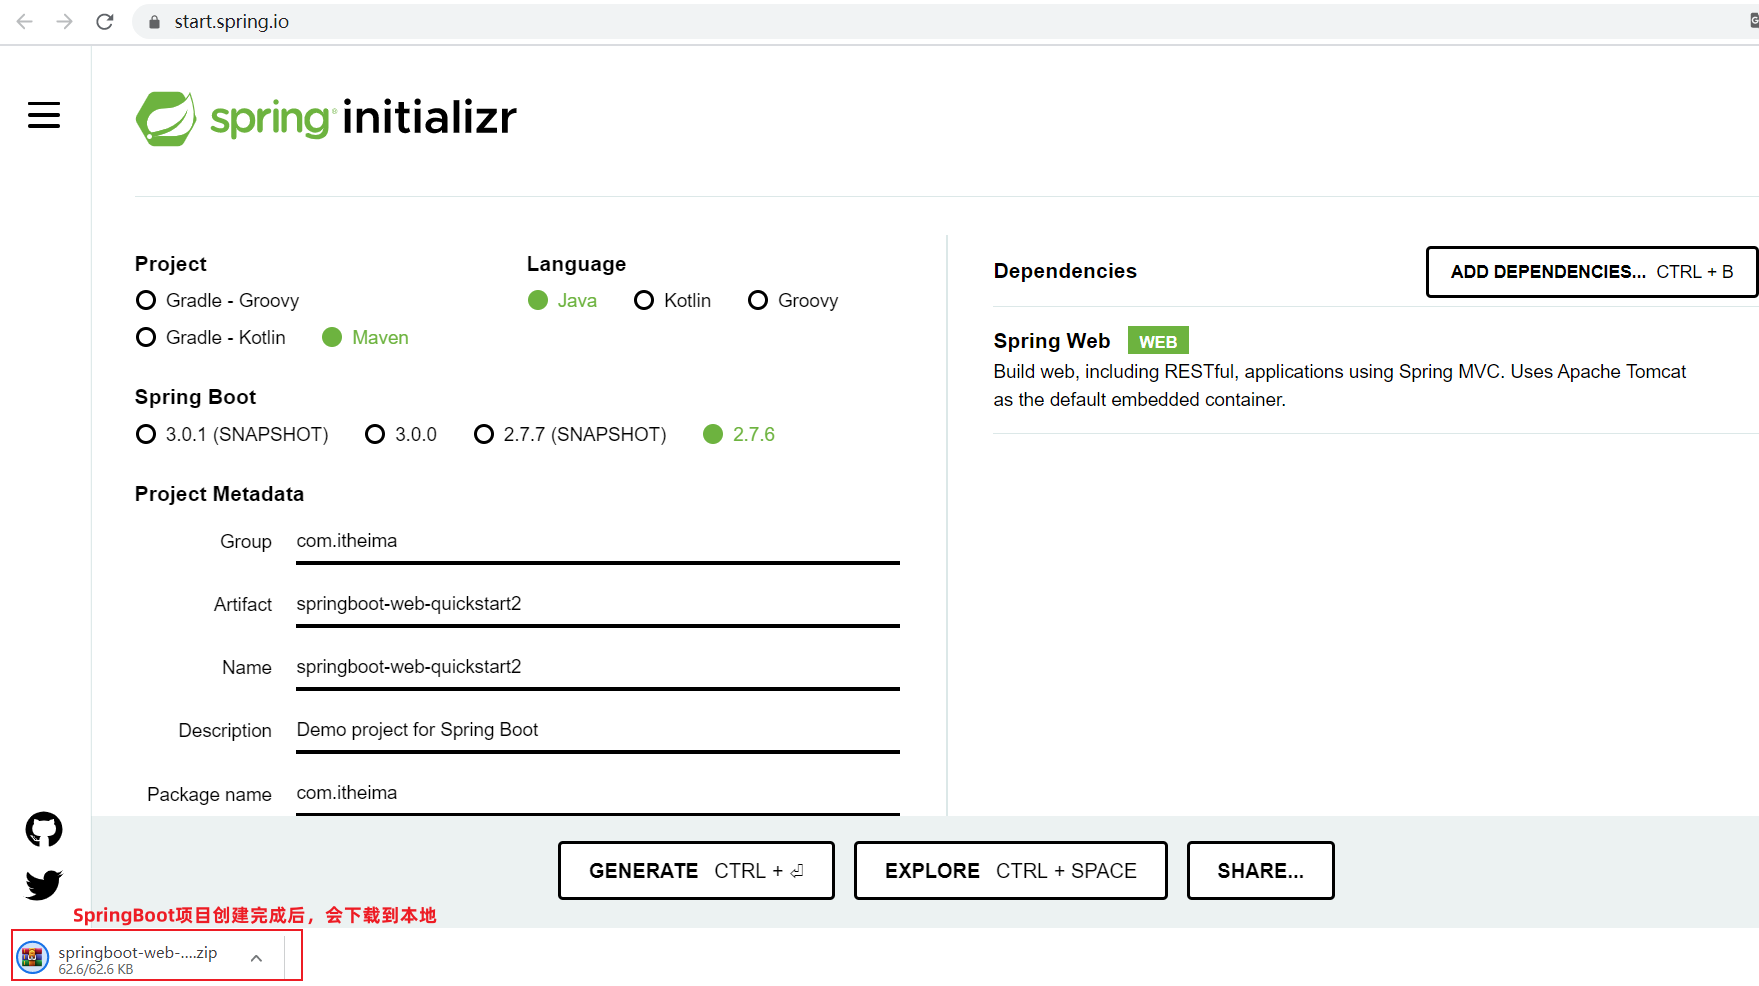 start.spring.io
spring initializr
Project
Gradle - Groovy
Gradle - Kotlin Maven
Language
Java Kotlin Groovy
Spring Boot
3.0.1 (SNAPSHOT) 3.0.0 2.7.7 (SNAPSHOT) 2.7.6
Project Metadata
Group com.itheima
Artifact springboot-web-quickstart2
Name springboot-web-quickstart2
Description Demo project for Spring Boot
Package name com.itheima
Dependencies
ADD DEPENDENCIES... CTRL + B
Spring Web WEB
Build web, including RESTful, applications using Spring MVC. Uses Apache Tomcat
as the default embedded container.
GENERATE CTRL + ⏎
EXPLORE CTRL + SPACE
SHARE...
SpringBoot项目创建完成后，会下载到本地
springboot-web-....zip
62.6/62.6 KB